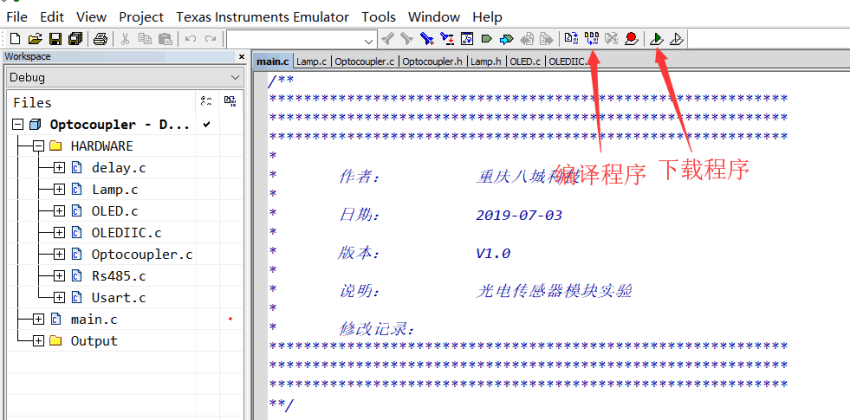 File Edit View Project Texas Instruments Emulator Tools Window Help
Workspace
Debug
Files
Optocoupler - D...
HARDWARE
delay.c
Lamp.c
OLED.c
OLEDIIC.c
Optocoupler.c
Rs485.c
Usart.c
main.c
Output
main.c Lamp.c Optocoupler.c Optocoupler.h Lamp.h OLED.c OLEDIIC.
/**
************************************************************
************************************************************
************************************************************
*
* 作者: 重庆八城科技
编译程序 下载程序
*
* 日期: 2019-07-03
*
* 版本: V1.0
*
* 说明: 光电传感器模块实验
*
* 修改记录:
************************************************************
************************************************************
************************************************************
**/